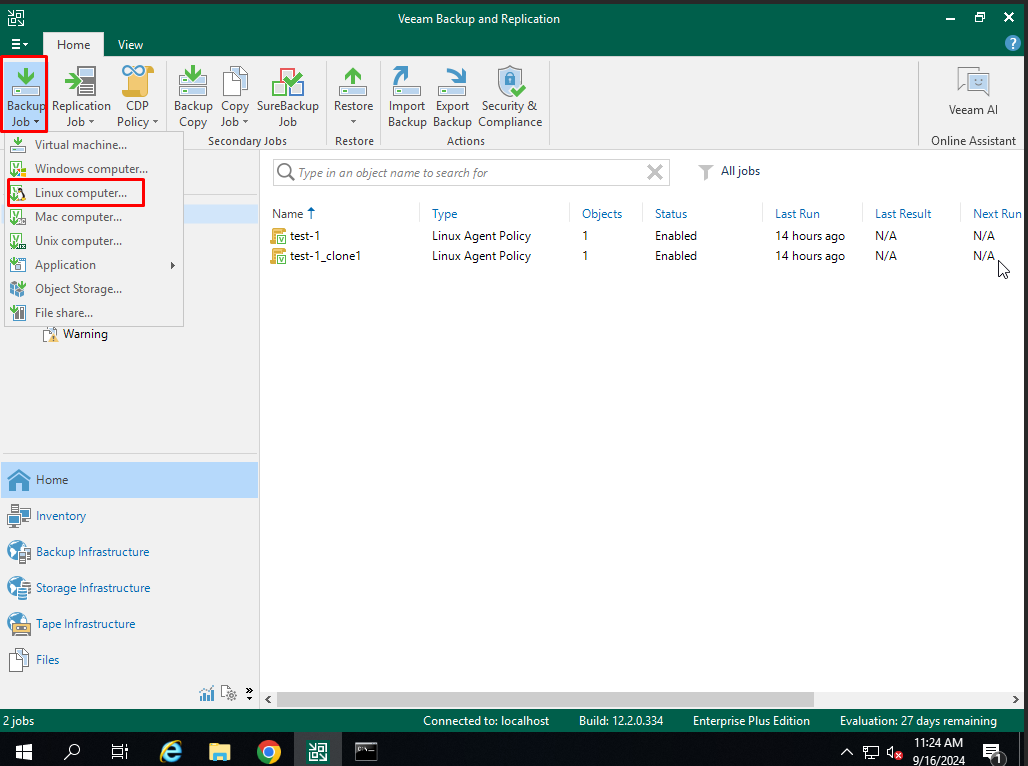 Veeam Backup and Replication
Home View
Backup Job
Replication Job
CDP Policy
Backup Copy
Copy Job
SureBackup Job
Secondary Jobs
Restore
Restore
Import Backup
Export Backup
Security & Compliance
Actions
Veeam AI
Online Assistant
Virtual machine...
Windows computer...
Linux computer...
Mac computer...
Unix computer...
Application
Object Storage...
File share...
Warning
Type in an object name to search for
All jobs
Name Type Objects Status Last Run Last Result Next Run
test-1 Linux Agent Policy 1 Enabled 14 hours ago N/A N/A
test-1_clone1 Linux Agent Policy 1 Enabled 14 hours ago N/A N/A
Home
Inventory
Backup Infrastructure
Storage Infrastructure
Tape Infrastructure
Files
2 jobs Connected to: localhost Build: 12.2.0.334 Enterprise Plus Edition Evaluation: 27 days remaining
11:24 AM
9/16/2024
1